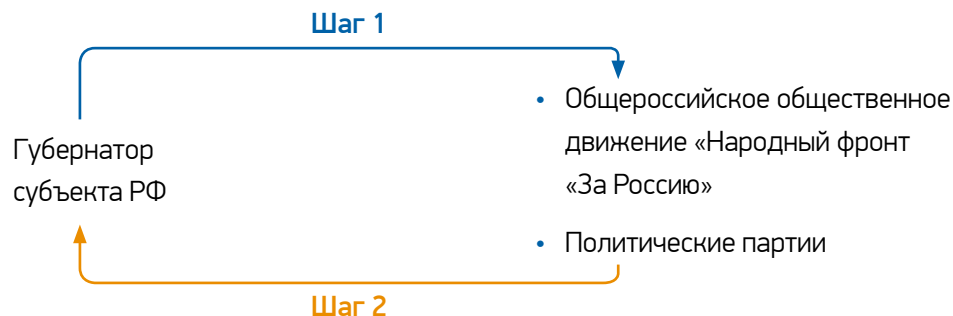 Шаг 1
Губернатор
субъекта РФ
• Общероссийское общественное
движение «Народный фронт
«За Россию»
• Политические партии
Шаг 2